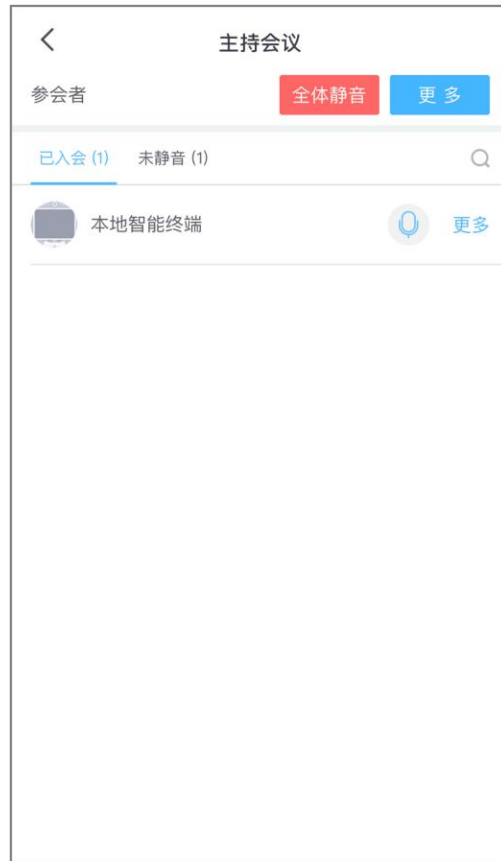 主持会议
参会者 全体静音 更 多
已入会 (1) 未静音 (1)
本地智能终端 更多